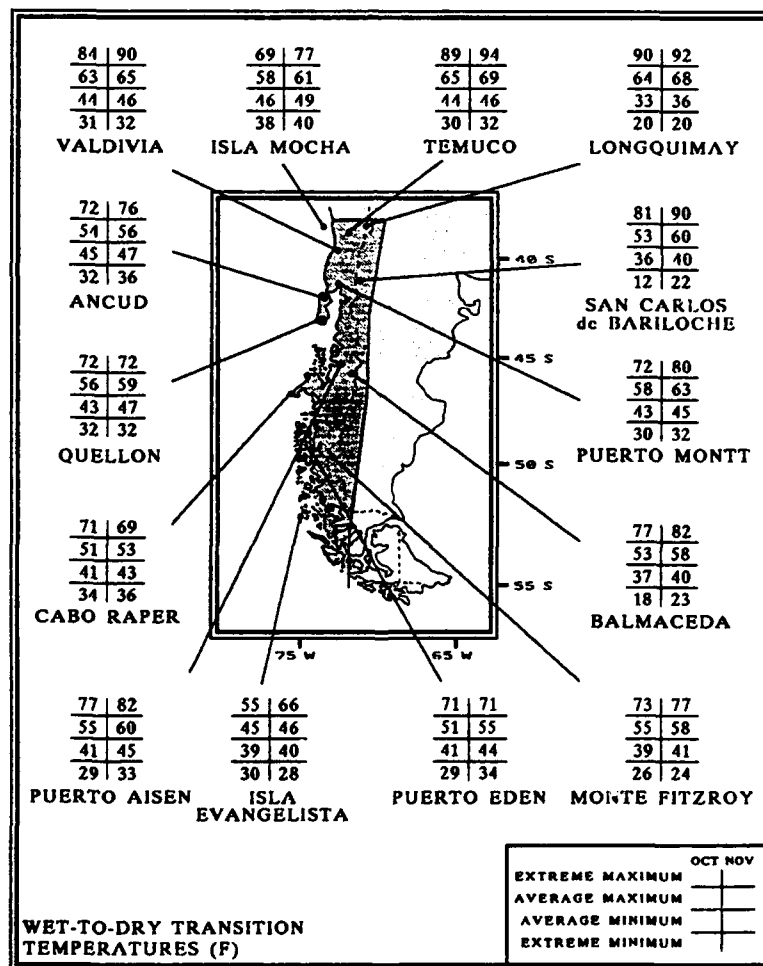 84 90
63 65
44 46
31 32
VALDIVIA
69 77
58 61
46 49
38 40
ISLA MOCHA
89 94
65 69
44 46
30 32
TEMUCO
90 92
64 68
33 36
20 20
LONGQUIMAY
72 76
54 56
45 47
32 36
ANCUD
81 90
53 60
36 40
12 22
SAN CARLOS
de BARILOCHE
40 S
72 72
56 59
43 47
32 32
QUELLON
45 S
72 80
58 63
43 45
30 32
PUERTO MONTT
50 S
71 69
51 53
41 43
34 36
CABO RAPER
77 82
53 58
37 40
18 23
BALMACEDA
55 S
75 W
65 W
77 82
55 60
41 45
29 33
PUERTO AISEN
55 66
45 46
39 40
30 28
ISLA
EVANGELISTA
71 71
51 55
41 44
29 34
PUERTO EDEN
73 77
55 58
39 41
26 24
MONTE FITZROY
WET-TO-DRY TRANSITION
TEMPERATURES (F)
OCT NOV
EXTREME MAXIMUM
AVERAGE MAXIMUM
AVERAGE MINIMUM
EXTREME MINIMUM